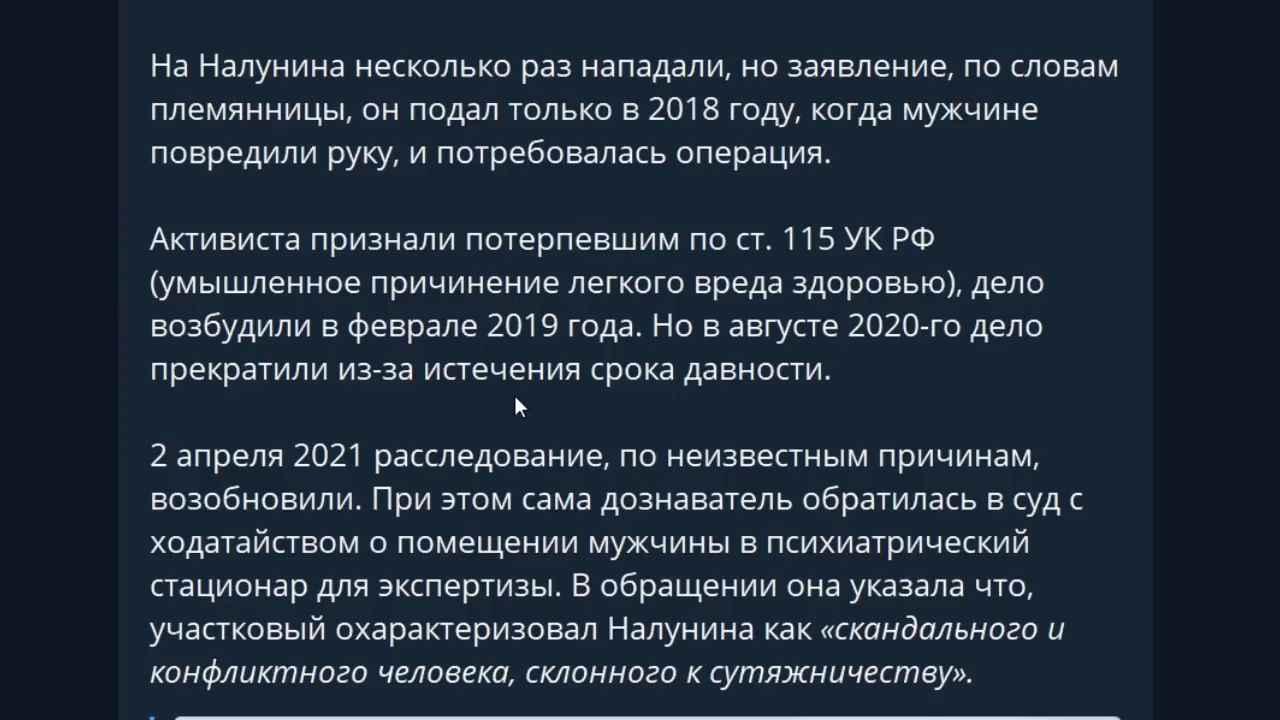 На Налунина несколько раз нападали, но заявление, по словам
племянницы, он подал только в 2018 году, когда мужчине
повредили руку, и потребовалась операция.
Активиста признали потерпевшим по ст. 115 УК РФ
(умышленное причинение легкого вреда здоровью), дело
возбудили в феврале 2019 года. Но в августе 2020-го дело
прекратили из-за истечения срока давности.
2 апреля 2021 расследование, по неизвестным причинам,
возобновили. При этом сама дознаватель обратилась в суд с
ходатайством о помещении мужчины в психиатрический
стационар для экспертизы. В обращении она указала что,
участковый охарактеризовал Налунина как «скандального и
конфликтного человека, склонного к сутяжничеству».